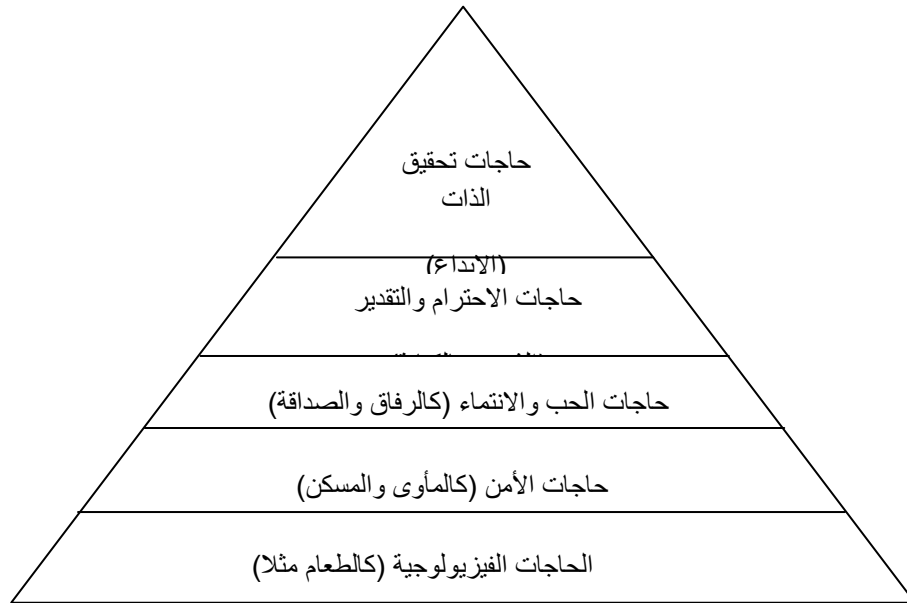 حاجات تحقيق
الذات
(الابداع)
حاجات الاحترام والتقدير
حاجات الحب والانتماء (كالرفاق والصداقة)
حاجات الأمن (كالمأوى والمسكن)
الحاجات الفيزيولوجية (كالطعام مثلا)